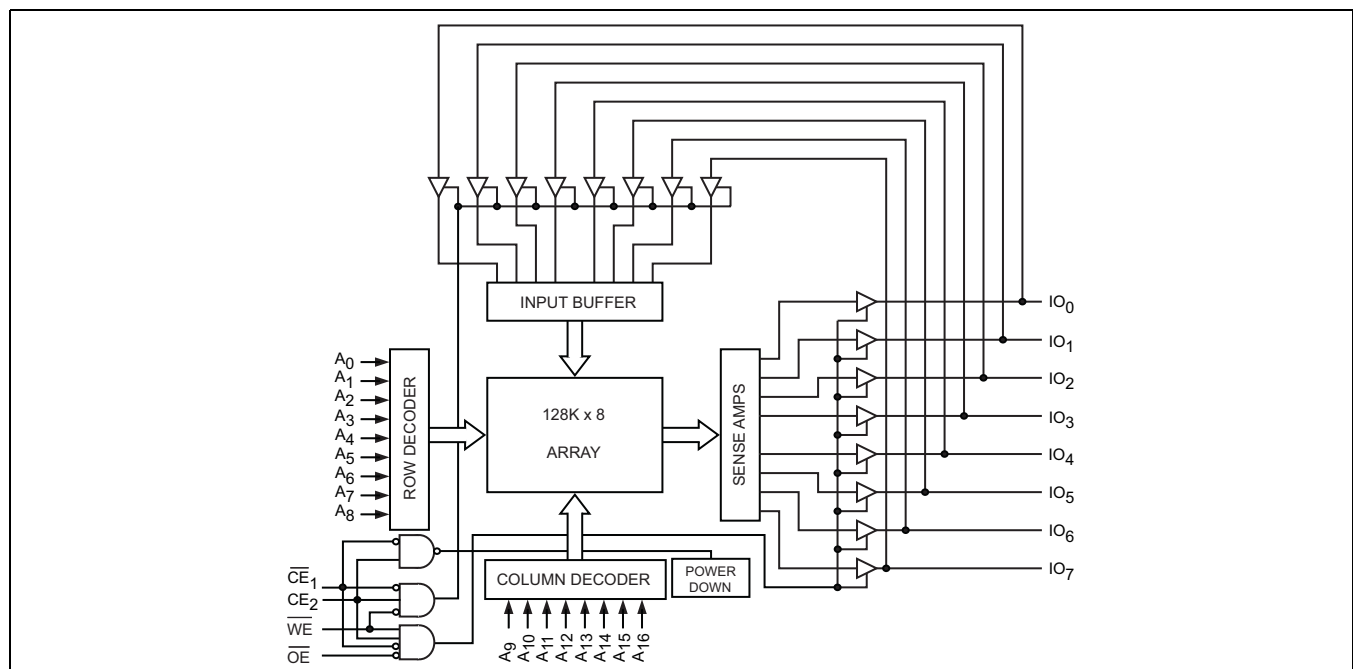 INPUT BUFFER
IO0
IO1
IO2
IO3
IO4
IO5
IO6
IO7
A0
A1
A2
A3
A4
A5
A6
A7
A8
ROW DECODER
128K x 8
ARRAY
SENSE AMPS
COLUMN DECODER
POWER
DOWN
CE1
CE2
WE
OE
A9
A10
A11
A12
A13
A14
A15
A16